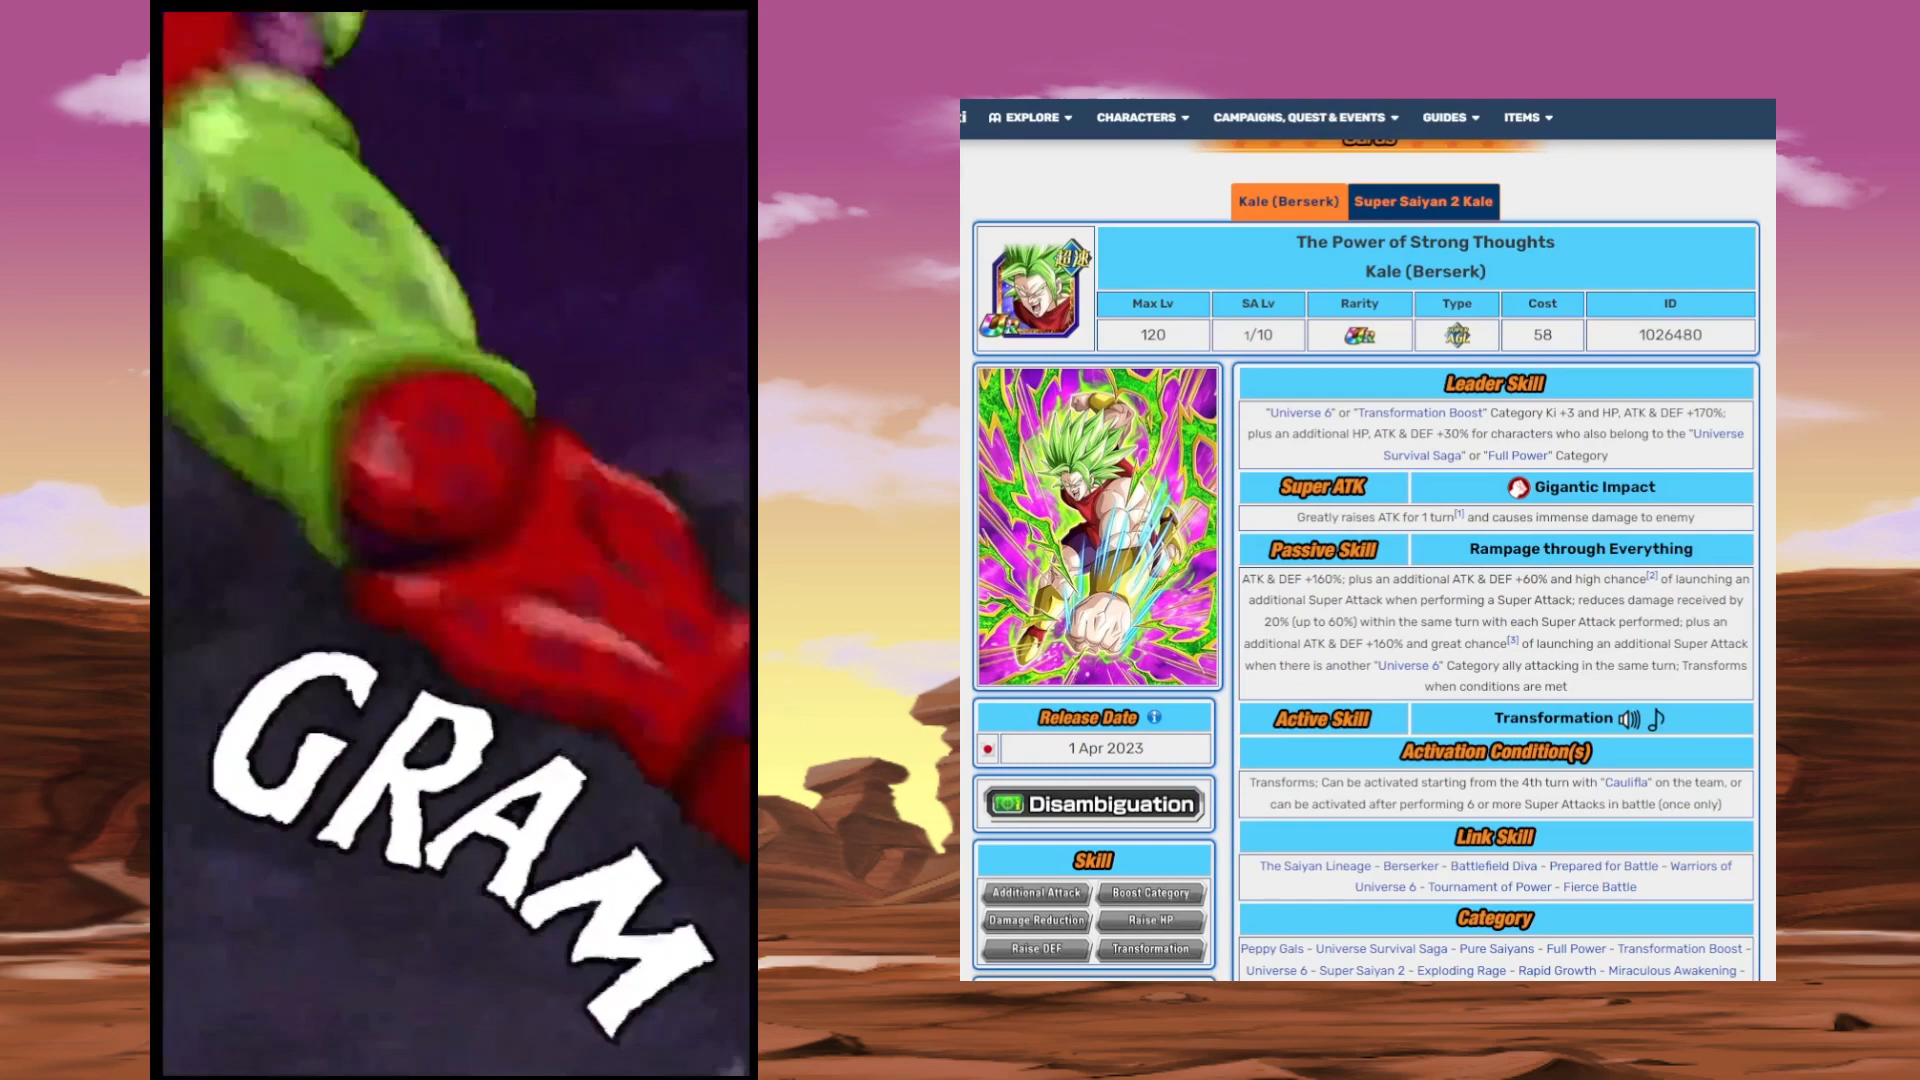 GRAM
EXPLORE
CHARACTERS
CAMPAIGNS, QUEST & EVENTS
GUIDES
ITEMS
Cards
Kale (Berserk)
Super Saiyan 2 Kale
超速
UR
The Power of Strong Thoughts
Kale (Berserk)
Max Lv
SA Lv
Rarity
Type
Cost
ID
120
1/10
UR
SUPER AGL
58
1026480
Leader Skill
"Universe 6" or "Transformation Boost" Category Ki +3 and HP, ATK & DEF +170%;
plus an additional HP, ATK & DEF +30% for characters who also belong to the "Universe
Survival Saga" or "Full Power" Category
Super ATK
Gigantic Impact
Greatly raises ATK for 1 turn[1] and causes immense damage to enemy
Passive Skill
Rampage through Everything
ATK & DEF +160%; plus an additional ATK & DEF +60% and high chance[2] of launching an
additional Super Attack when performing a Super Attack; reduces damage received by
20% (up to 60%) within the same turn with each Super Attack performed; plus an
additional ATK & DEF +160% and great chance[3] of launching an additional Super Attack
when there is another "Universe 6" Category ally attacking in the same turn; Transforms
when conditions are met
Active Skill
Transformation
Activation Condition(s)
Transforms; Can be activated starting from the 4th turn with "Caulifla" on the team, or
can be activated after performing 6 or more Super Attacks in battle (once only)
Link Skill
The Saiyan Lineage - Berserker - Battlefield Diva - Prepared for Battle - Warriors of
Universe 6 - Tournament of Power - Fierce Battle
Category
Peppy Gals - Universe Survival Saga - Pure Saiyans - Full Power - Transformation Boost -
Universe 6 - Super Saiyan 2 - Exploding Rage - Rapid Growth - Miraculous Awakening -
Release Date
1 Apr 2023
Disambiguation
Skill
Additional Attack
Boost Category
Damage Reduction
Raise HP
Raise DEF
Transformation